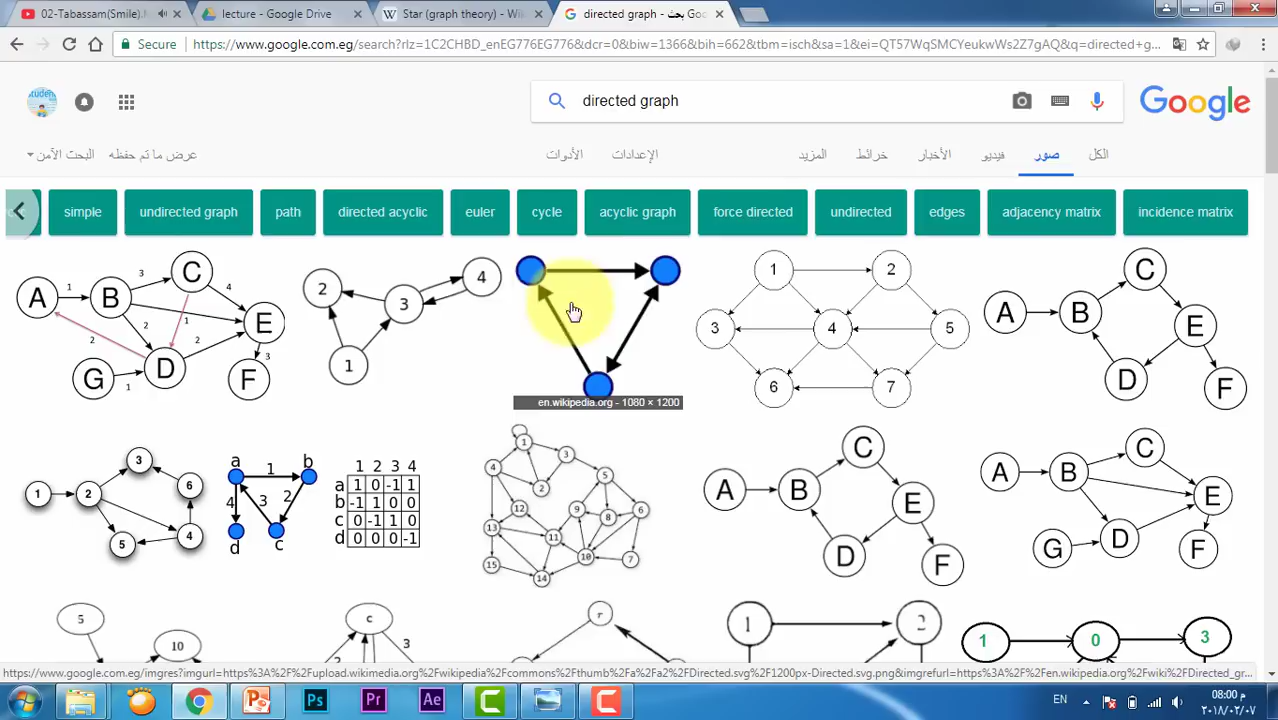 02-Tabassam(Smile).
lecture - Google Drive
Star (graph theory) - Wi
directed graph - بحث Goo
Secure
https://www.google.com.eg/search?rlz=1C2CHBD_enEG776EG776&dcr=0&biw=1366&bih=662&tbm=isch&sa=1&ei=QT57WqSMCYeukwWs2Z7gAQ&q=directed+g...
directed graph
Google
الكل
صور
فيديو
الأخبار
خرائط
المزيد
الإعدادات
الأدوات
عرض ما تم حفظه
البحث الآمن
simple
undirected graph
path
directed acyclic
euler
cycle
acyclic graph
force directed
undirected
edges
adjacency matrix
incidence matrix
A 1 B 3 C 4 E 2 1 2 D 2 3 G 1 F
2 3 4 1
en.wikipedia.org - 1080 × 1200
1 2 3 4 5 6 7
A B C E D F
1 2 3 6 4 5
a 1 b 4 3 2 d c
1 2 3 4
a 1 0 -1 1
b -1 1 0 0
c 0 -1 1 0
d 0 0 0 -1
1 3 4 2 5 12 9 8 6 13 11 10 7 15 14
A B C E D F
A B C E G D F
5 10
c 3
r
1 2
1 0 3
https://www.google.com.eg/imgres?imgurl=https%3A%2F%2Fupload.wikimedia.org%2Fwikipedia%2Fcommons%2Fthumb%2Fa%2Fa2%2FDirected.svg%2F1200px-Directed.svg.png&imgrefurl=https%3A%2F%2Fen.wikipedia.org%2Fwiki%2FDirected_gr...
Ps
Pr
Ae
EN
08:00 م
٢٠١٨/٠٢/٠٧